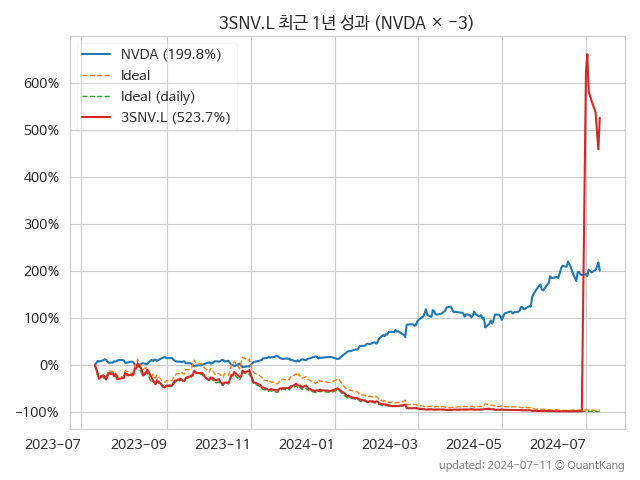 3SNV.L 최근 1년 성과 (NVDA × −3)
NVDA (199.8%)
Ideal
Ideal (daily)
3SNV.L (523.7%)
600%
500%
400%
300%
200%
100%
0%
−100%
2023-07 2023-09 2023-11 2024-01 2024-03 2024-05 2024-07
updated: 2024-07-11 © QuantKang